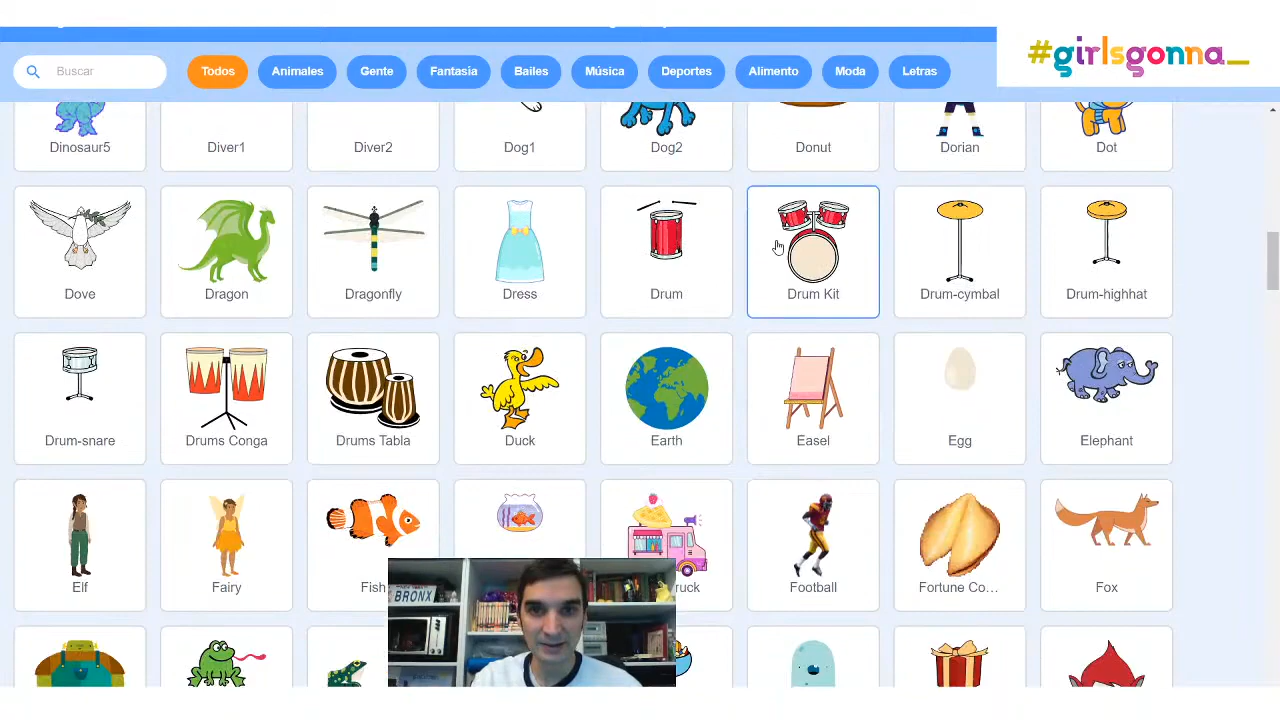 Buscar
Todos
Animales
Gente
Fantasía
Bailes
Música
Deportes
Alimento
Moda
Letras
#girlsgonna_
Dinosaur5
Diver1
Diver2
Dog1
Dog2
Donut
Dorian
Dot
Dove
Dragon
Dragonfly
Dress
Drum
Drum Kit
Drum-cymbal
Drum-highhat
Drum-snare
Drums Conga
Drums Tabla
Duck
Earth
Easel
Egg
Elephant
Elf
Fairy
Fish
ruck
Football
Fortune Co...
Fox
BRONX